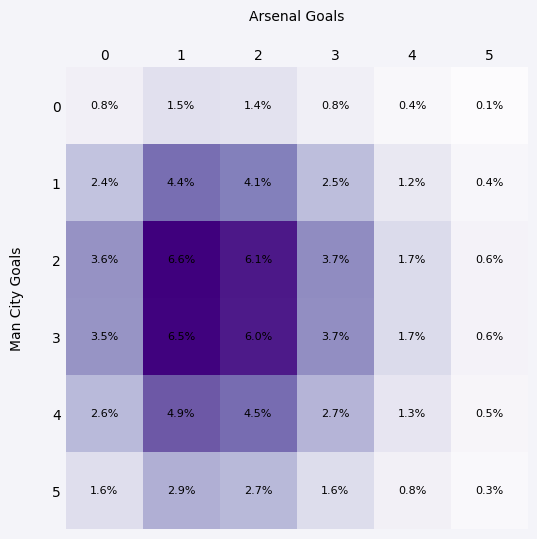 Arsenal Goals
0 1 2 3 4 5
0 0.8% 1.5% 1.4% 0.8% 0.4% 0.1%
1 2.4% 4.4% 4.1% 2.5% 1.2% 0.4%
2 3.6% 6.6% 6.1% 3.7% 1.7% 0.6%
3 3.5% 6.5% 6.0% 3.7% 1.7% 0.6%
4 2.6% 4.9% 4.5% 2.7% 1.3% 0.5%
5 1.6% 2.9% 2.7% 1.6% 0.8% 0.3%
Man City Goals